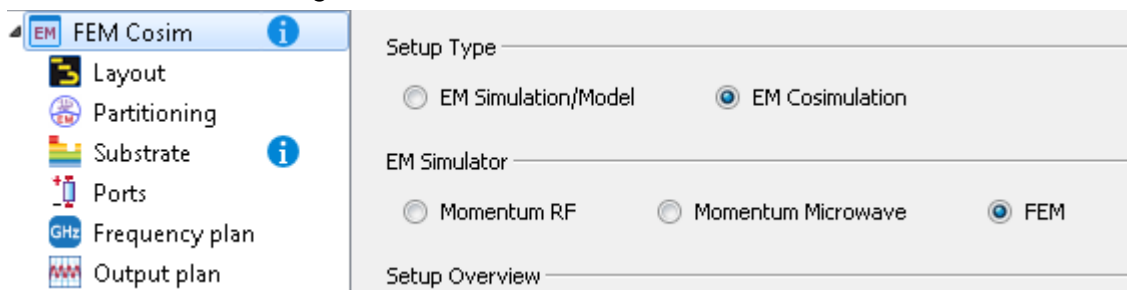 EM FEM Cosim i
Layout
EM Partitioning
Substrate i
Ports
GHz Frequency plan
Output plan
Setup Type
EM Simulation/Model EM Cosimulation
EM Simulator
Momentum RF Momentum Microwave FEM
Setup Overview